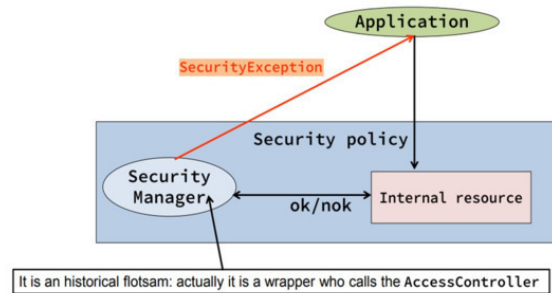 Application
SecurityException
Security policy
Security
Manager
ok/nok
Internal resource
It is an historical flotsam: actually it is a wrapper who calls the AccessController